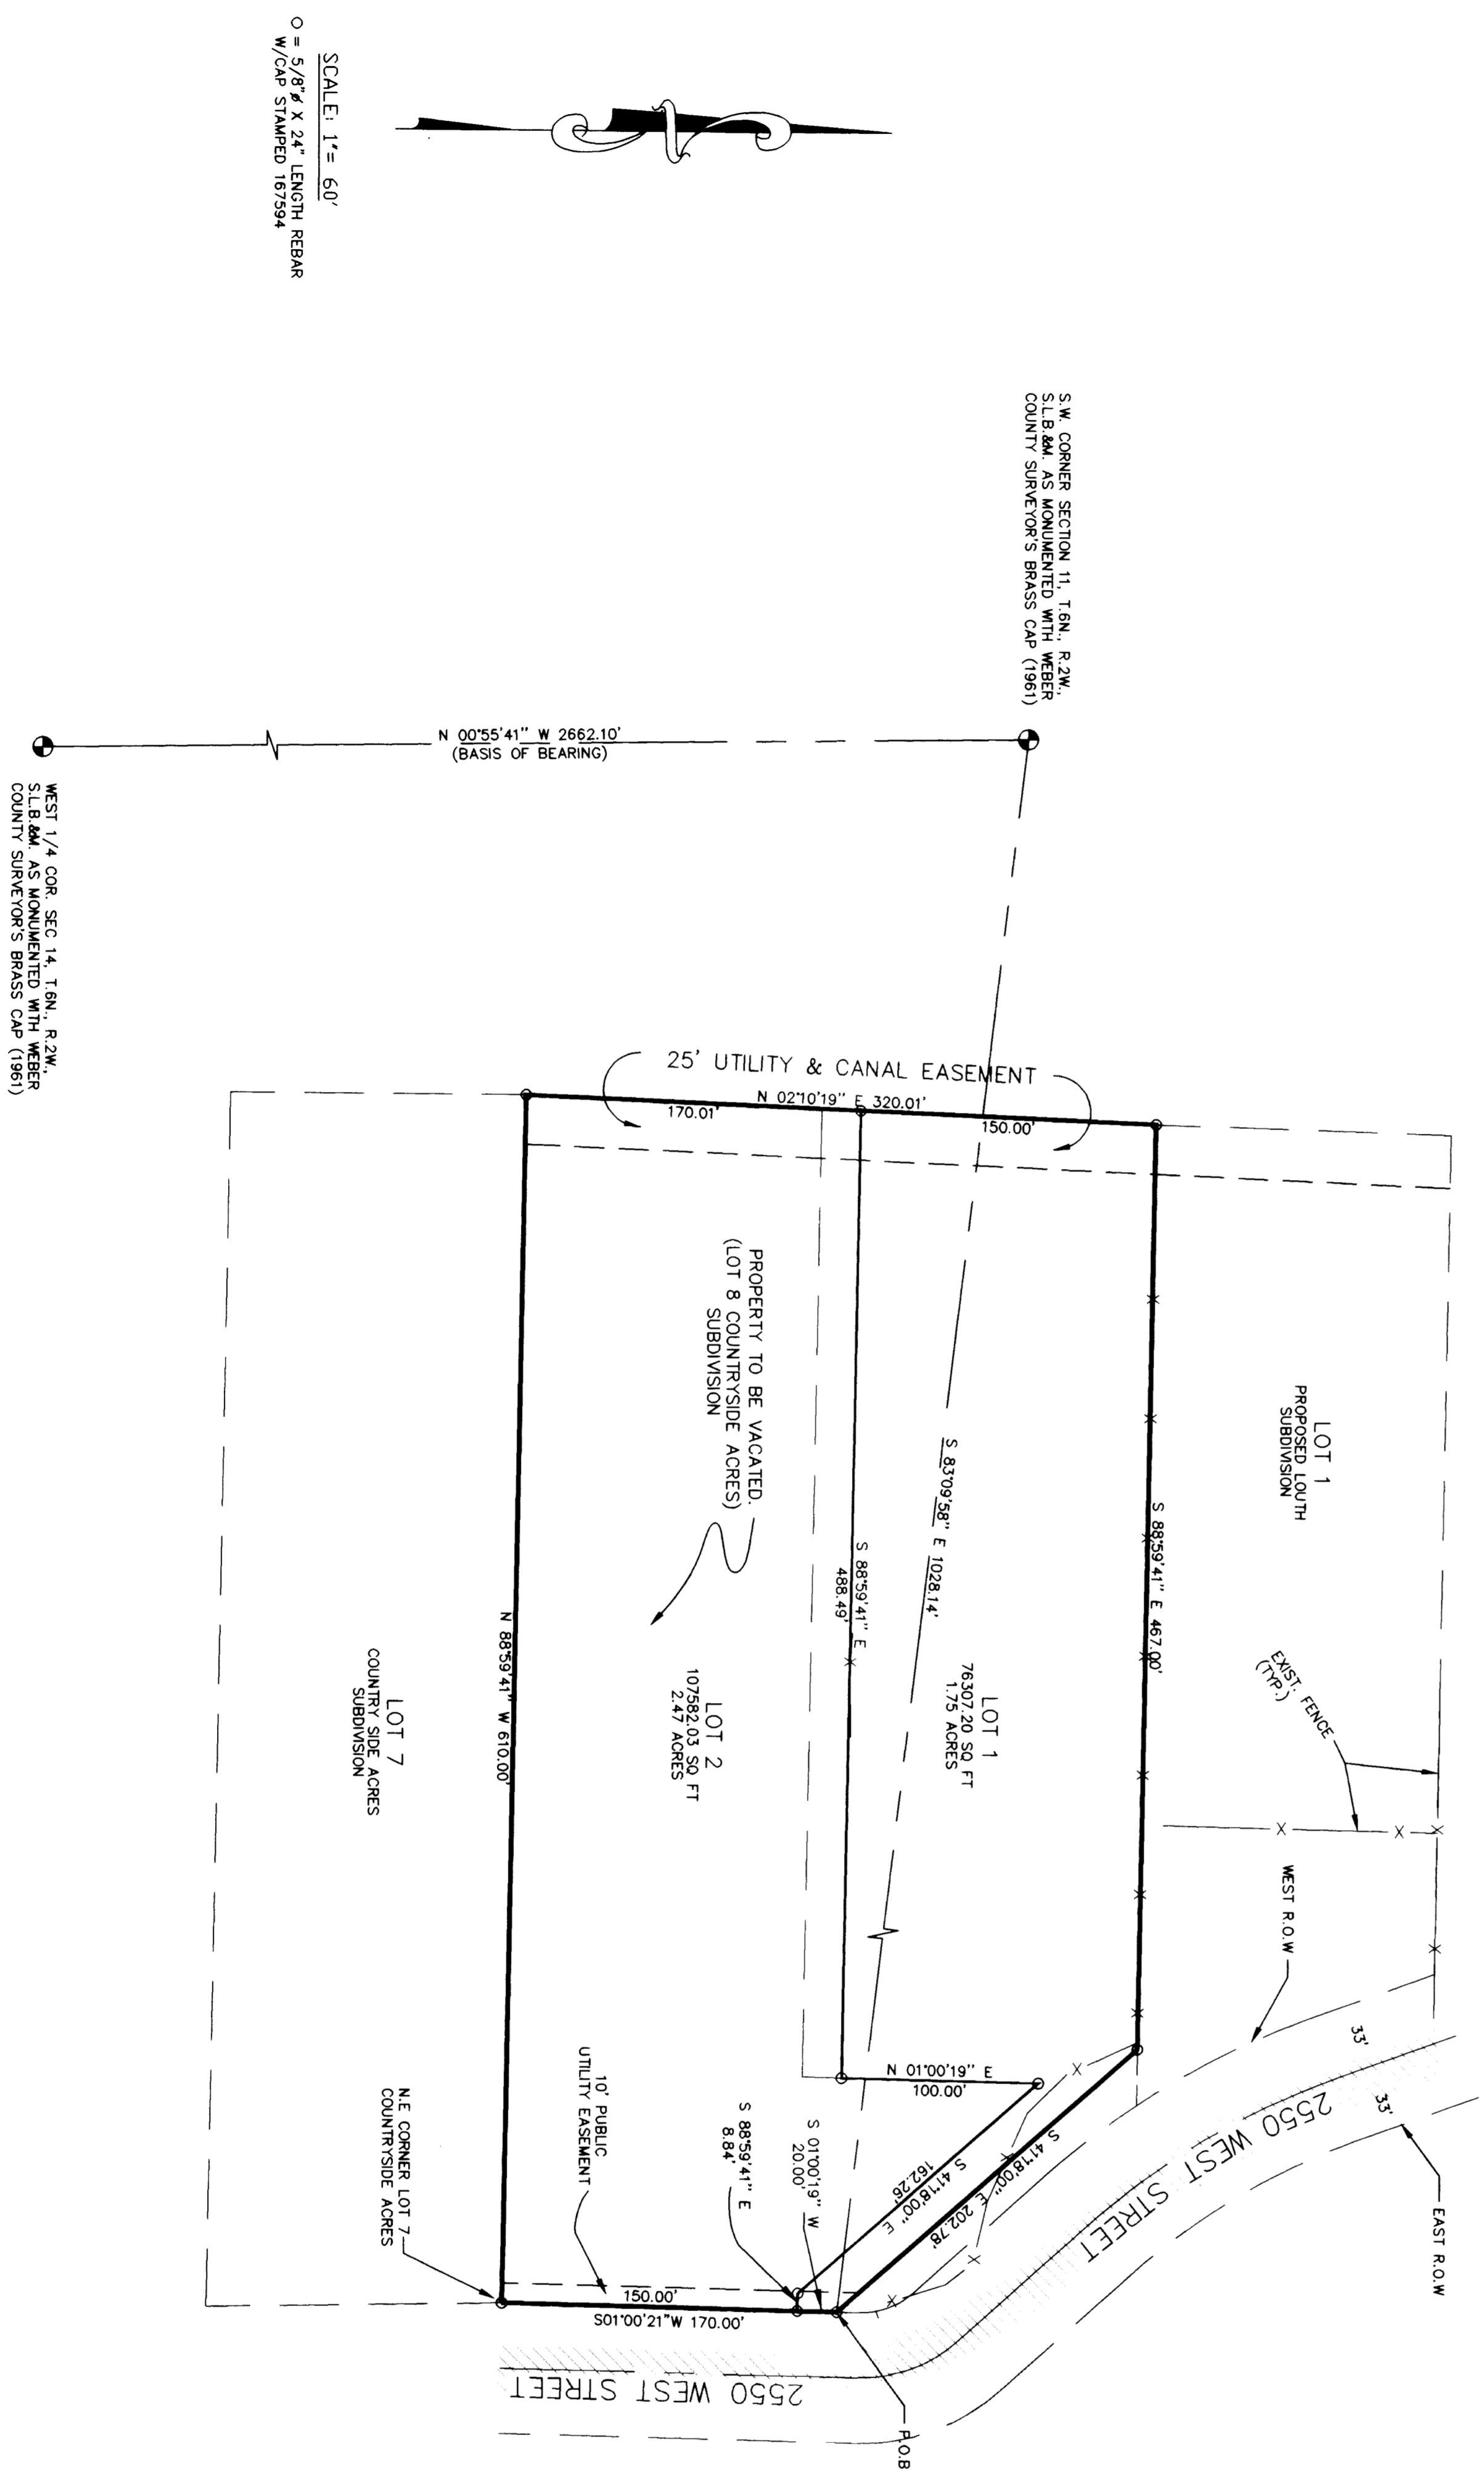 SCALE: 1"= 60'
O = 5/8"ø X 24" LENGTH REBAR
W/CAP STAMPED 167594
S.W. CORNER SECTION 11, T.6N., R.2W.,
S.L.B.&M. AS MONUMENTED WITH WEBER
COUNTY SURVEYOR'S BRASS CAP (1961)
N 00°55'41" W 2662.10'
(BASIS OF BEARING)
WEST 1/4 COR. SEC 14, T.6N., R.2W.,
S.L.B.&M. AS MONUMENTED WITH WEBER
COUNTY SURVEYOR'S BRASS CAP (1961)
25' UTILITY & CANAL EASEMENT
N 02°10'19" E 320.01'
170.01'
150.00'
LOT 1
PROPOSED LOUTH
SUBDIVISION
S 88°59'41" E 467.00'
EXIST. FENCE
(TYP.)
WEST R.O.W
33'
33'
EAST R.O.W
2550 WEST STREET
PROPERTY TO BE VACATED.
(LOT 8 COUNTRYSIDE ACRES)
SUBDIVISION
S 83°09'58" E 1028.14'
S 88°59'41" E
488.49'
LOT 1
76307.20 SQ FT
1.75 ACRES
LOT 2
107582.03 SQ FT
2.47 ACRES
N 88°59'41" W 610.00'
LOT 7
COUNTRY SIDE ACRES
SUBDIVISION
N 01°00'19" E
100.00'
S 41°18'00" E 202.78'
S 41°18'00" E
162.26'
S 01°00'19" W
20.00'
S 88°59'41" E
8.84'
10' PUBLIC
UTILITY EASEMENT
N.E CORNER LOT 7
COUNTRYSIDE ACRES
150.00'
S01°00'21"W 170.00'
2550 WEST STREET
P.O.B